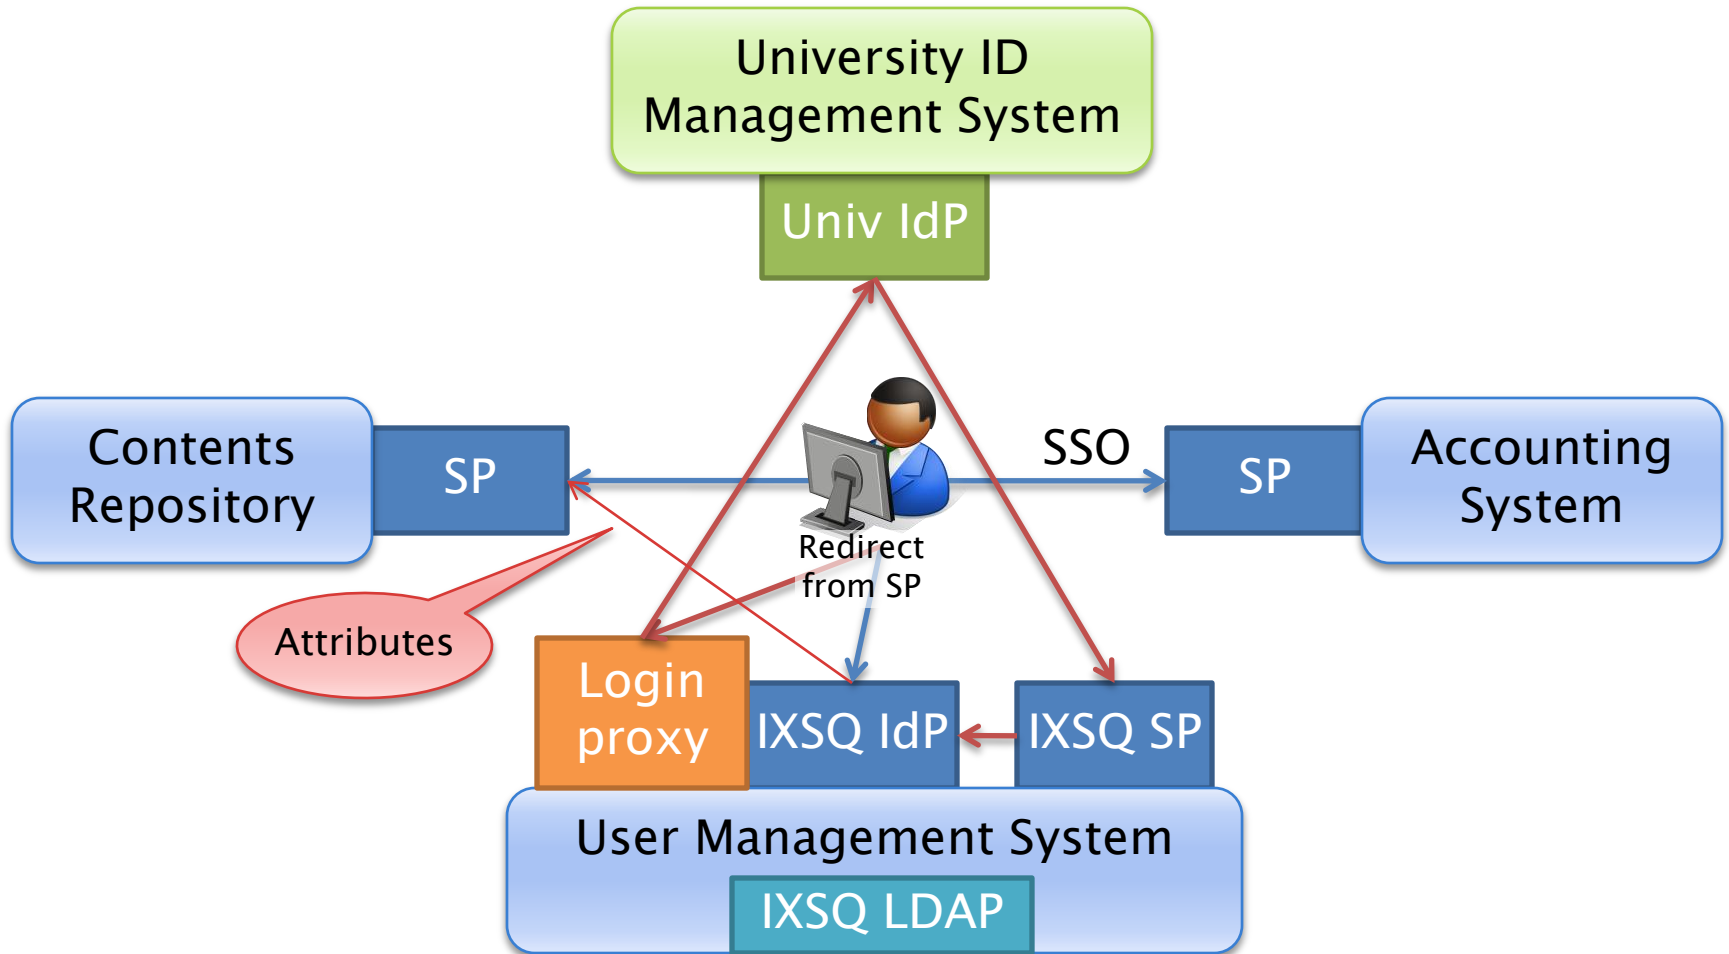 University ID
Management System
Univ IdP
Contents
Repository
SP
SSO
SP
Accounting
System
Redirect
from SP
Attributes
Login
proxy
IXSQ IdP
IXSQ SP
User Management System
IXSQ LDAP